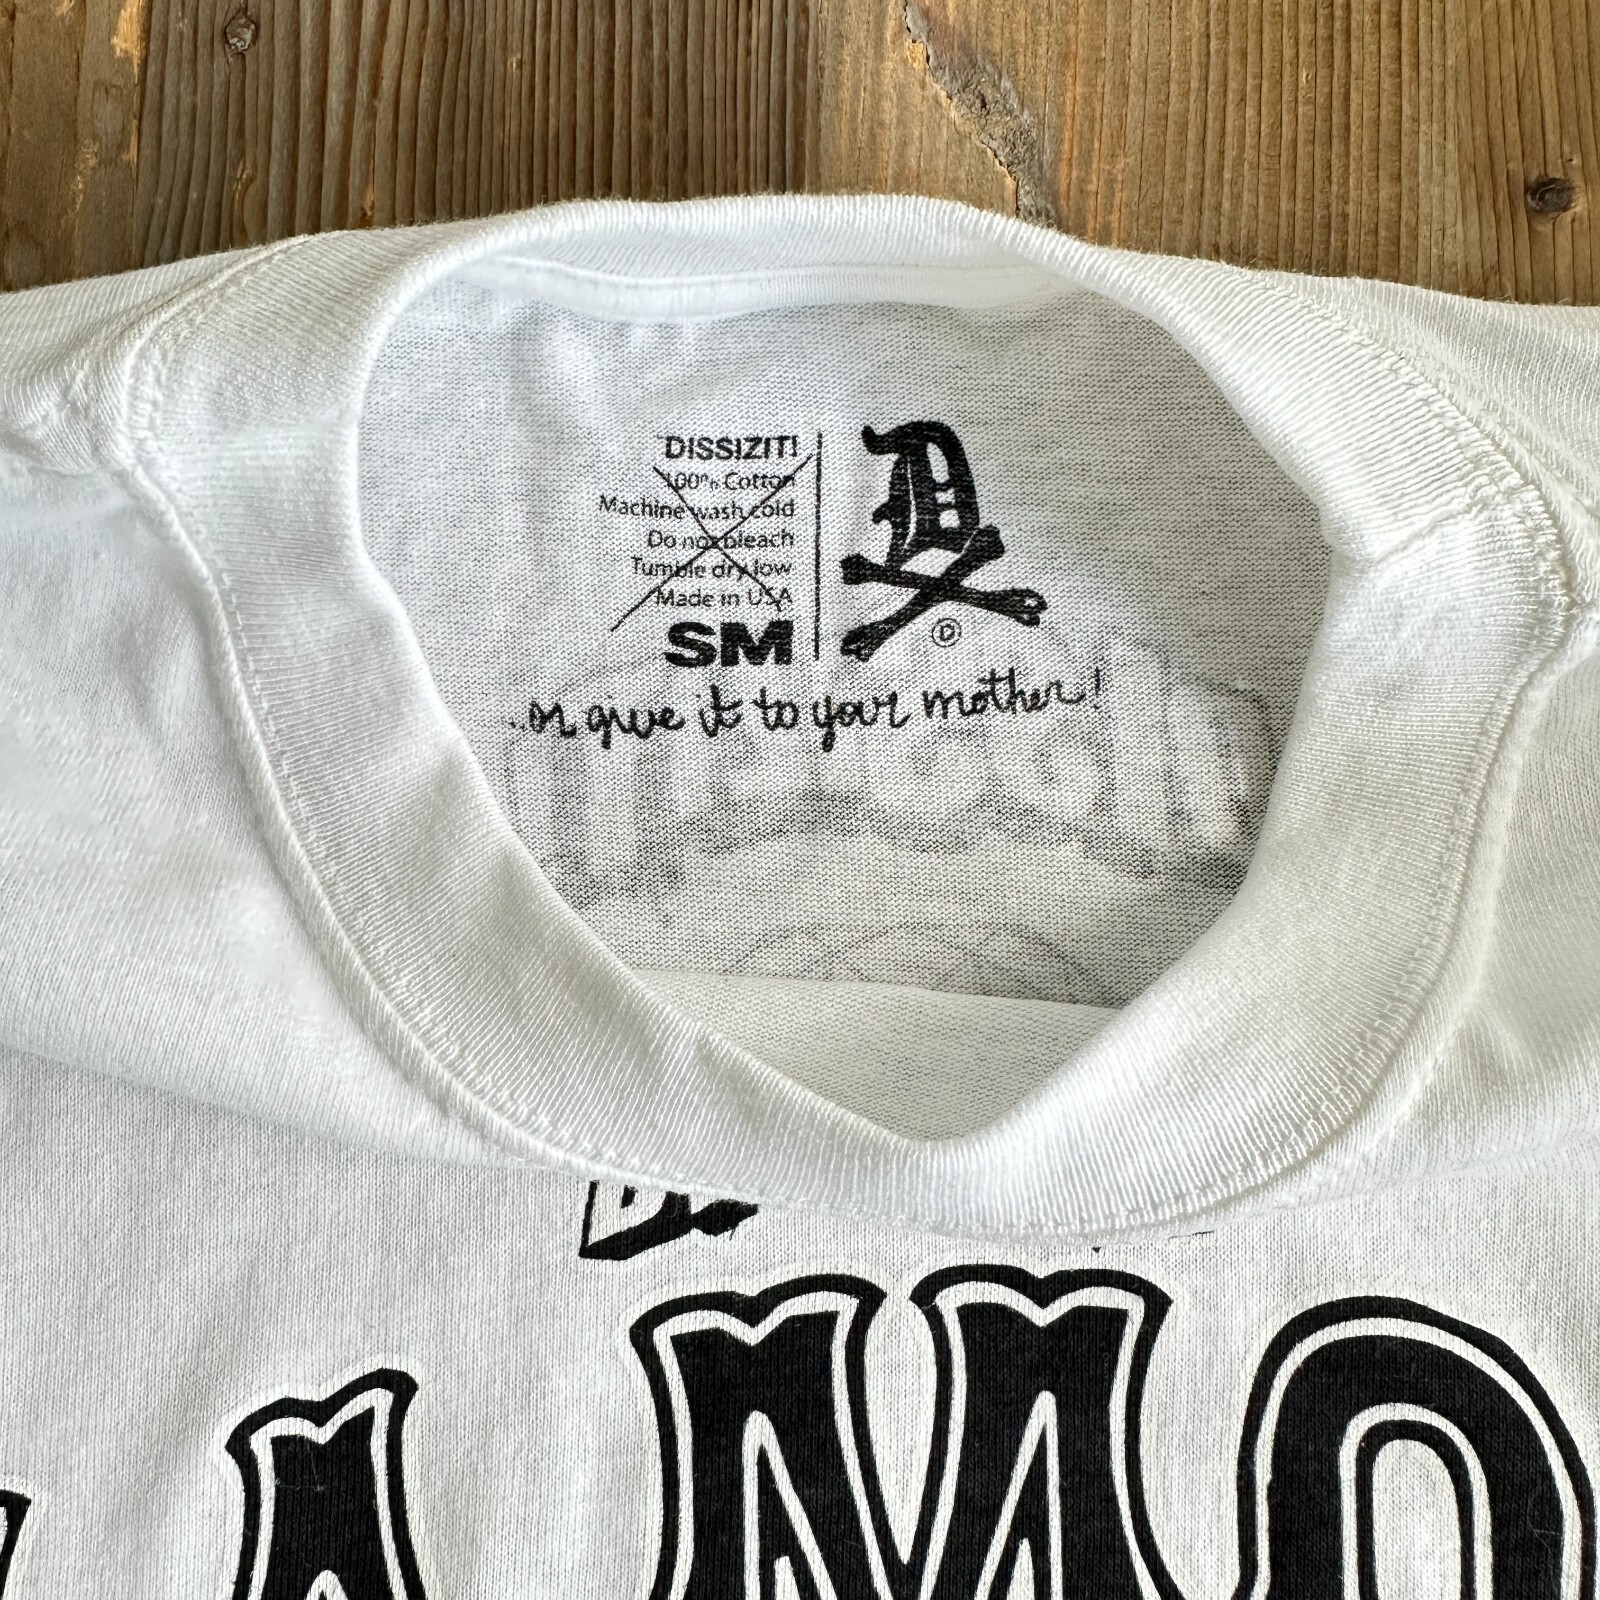 DISSIZIT!
100% Cotton
Machine wash cold
Do not bleach
Tumble dry low
Made in USA
SM
D
D
..or give it to your mother!
AMO